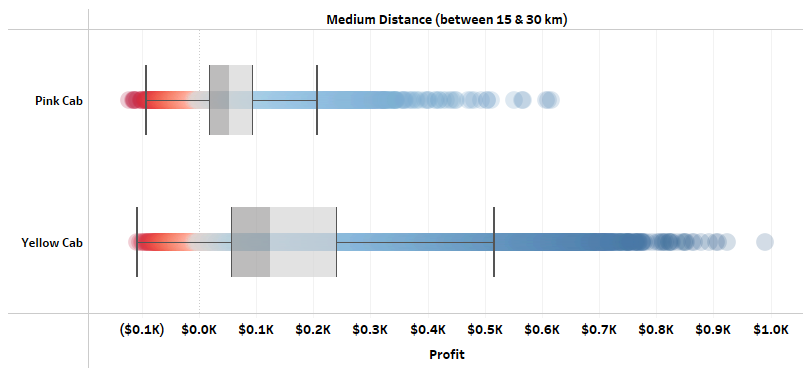 Medium Distance (between 15 & 30 km)
Pink Cab
Yellow Cab
($0.1K) $0.0K $0.1K $0.2K $0.3K $0.4K $0.5K $0.6K $0.7K $0.8K $0.9K $1.0K
Profit